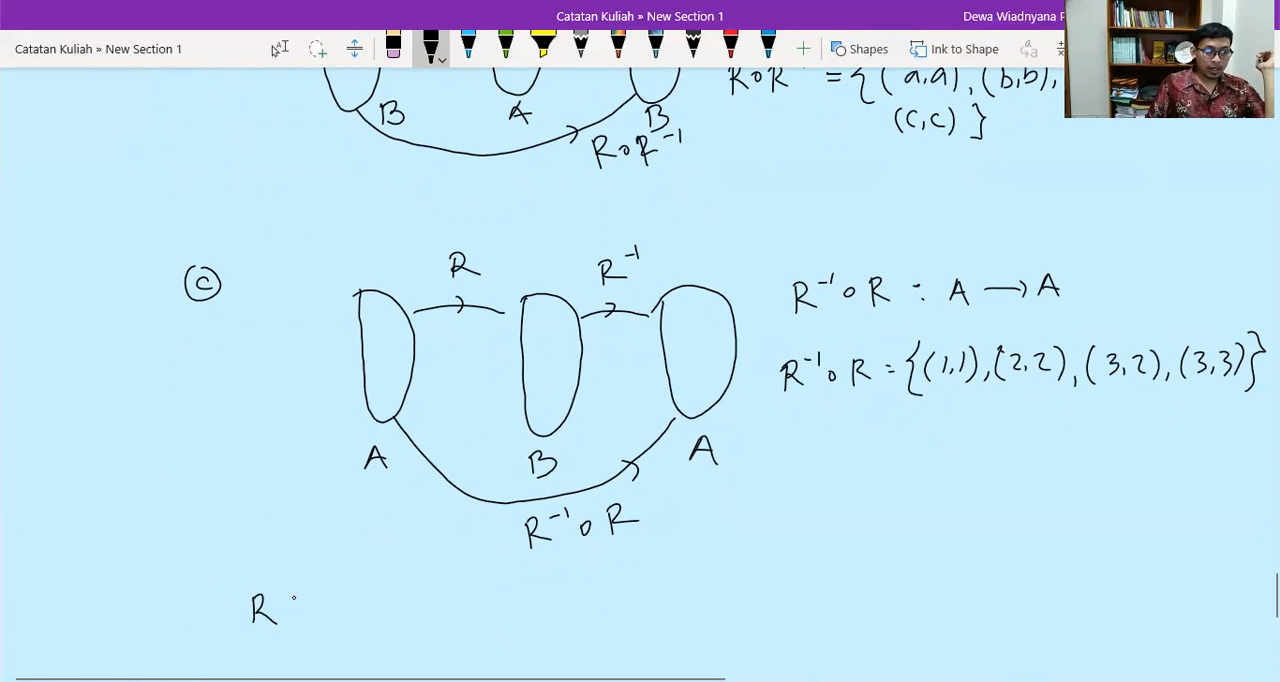 Catatan Kuliah » New Section 1
Dewa Wiadnyana P
Catatan Kuliah » New Section 1
Shapes
Ink to Shape
B A B
R∘R⁻¹
R∘R = {(a,a), (b,b),
(c,c)}
©
R R⁻¹
A B A
R⁻¹∘R
R⁻¹∘R : A → A
R⁻¹∘R = {(1,1), (2,2), (3,2), (3,3)}
R